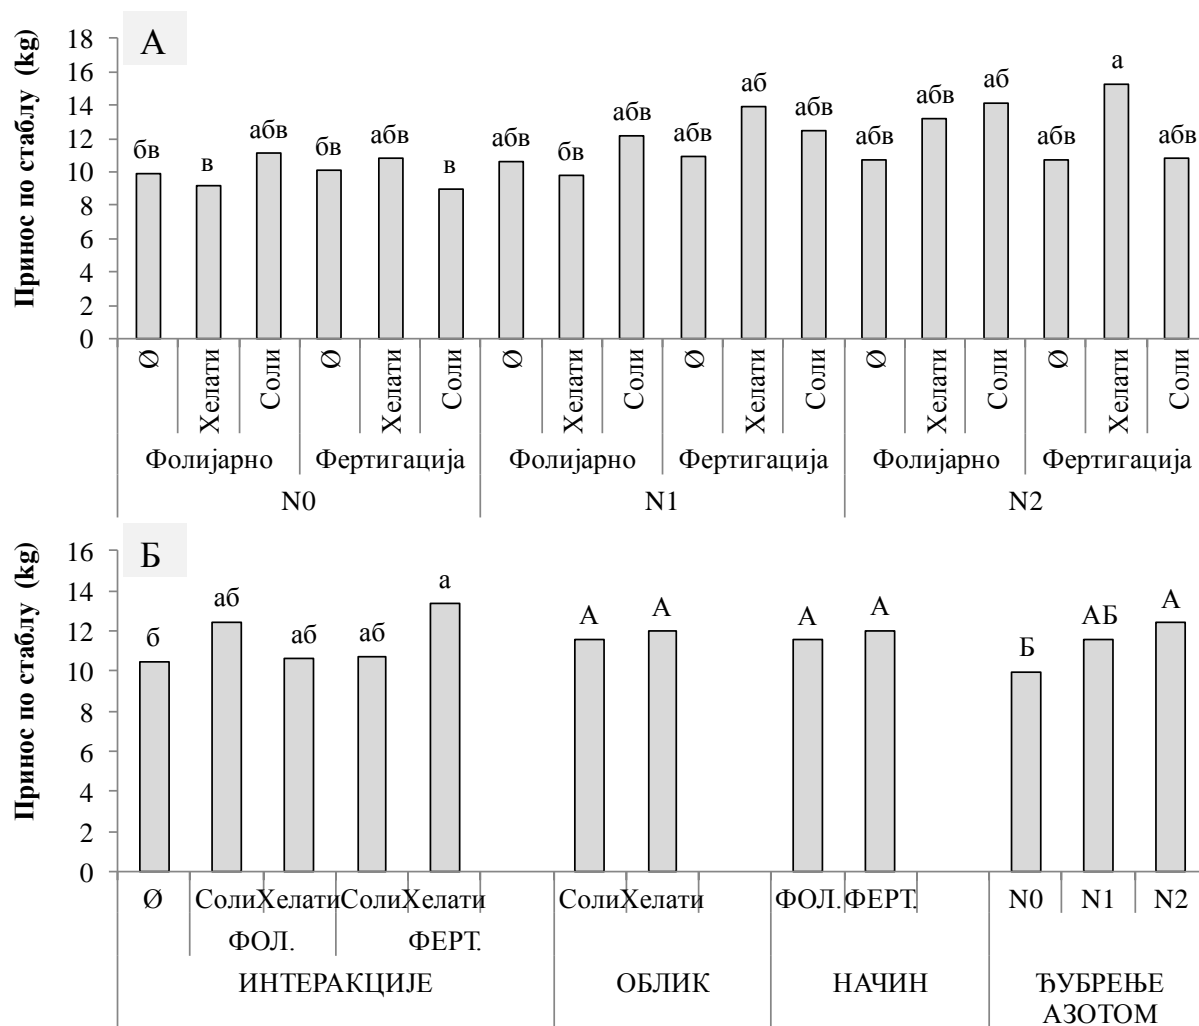 А
Принос по стаблу (kg)
18
16
14
12
10
8
6
4
2
0
бв
в
абв
бв
абв
в
абв
бв
абв
абв
аб
абв
абв
абв
аб
абв
а
абв
Ø
Хелати
Соли
Ø
Хелати
Соли
Ø
Хелати
Соли
Ø
Хелати
Соли
Ø
Хелати
Соли
Ø
Хелати
Соли
Фолијарно Фертигација Фолијарно Фертигација Фолијарно Фертигација
N0 N1 N2
Б
Принос по стаблу (kg)
16
14
12
10
8
6
4
2
0
б
аб
аб
аб
а
А
А
А
А
Б
АБ
А
Ø Соли Хелати Соли Хелати Соли Хелати ФОЛ. ФЕРТ. N0 N1 N2
ФОЛ. ФЕРТ.
ИНТЕРАКЦИЈЕ ОБЛИК НАЧИН ЂУБРЕЊЕ
АЗОТОМ